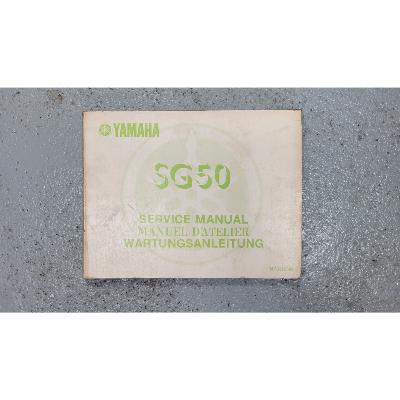 YAMAHA
SG50
SERVICE MANUAL
MANUEL D'ATELIER
WARTUNGSANLEITUNG